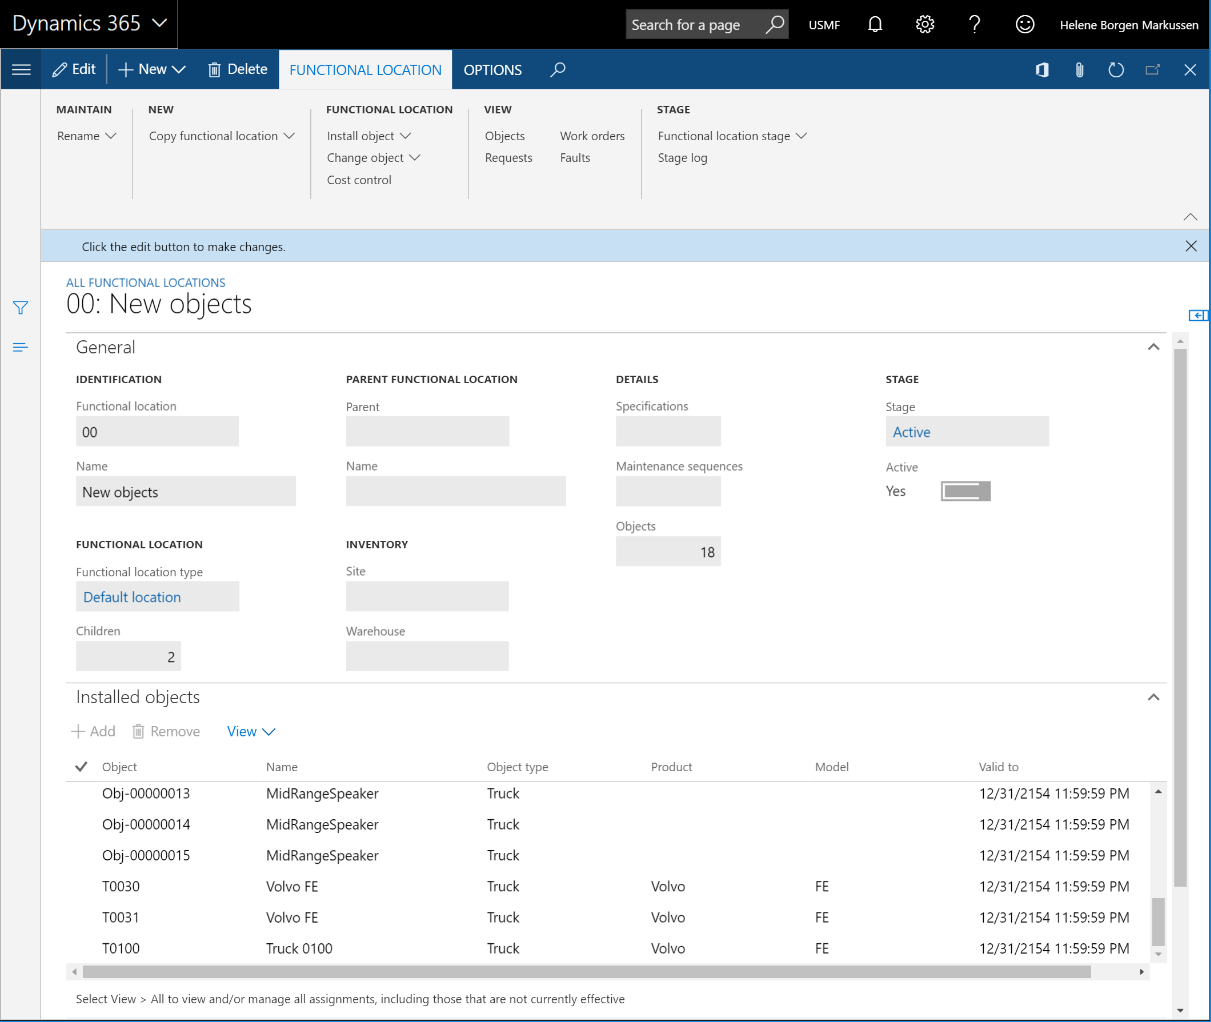 Dynamics 365 Search for a page USMF Helene Borgen Markussen
Edit New Delete FUNCTIONAL LOCATION OPTIONS
MAINTAIN NEW FUNCTIONAL LOCATION VIEW STAGE
Rename Copy functional location Install object Objects Work orders Functional location stage
Change object Requests Faults Stage log
Cost control
Click the edit button to make changes.
ALL FUNCTIONAL LOCATIONS
00: New objects
General
IDENTIFICATION PARENT FUNCTIONAL LOCATION DETAILS STAGE
Functional location Parent Specifications Stage
00 Active
Name Name Maintenance sequences Active
New objects Yes
Objects
FUNCTIONAL LOCATION INVENTORY 18
Functional location type Site
Default location
Children Warehouse
2
Installed objects
Add Remove View
Object Name Object type Product Model Valid to
Obj-00000013 MidRangeSpeaker Truck 12/31/2154 11:59:59 PM
Obj-00000014 MidRangeSpeaker Truck 12/31/2154 11:59:59 PM
Obj-00000015 MidRangeSpeaker Truck 12/31/2154 11:59:59 PM
T0030 Volvo FE Truck Volvo FE 12/31/2154 11:59:59 PM
T0031 Volvo FE Truck Volvo FE 12/31/2154 11:59:59 PM
T0100 Truck 0100 Truck Volvo FE 12/31/2154 11:59:59 PM
Select View > All to view and/or manage all assignments, including those that are not currently effective